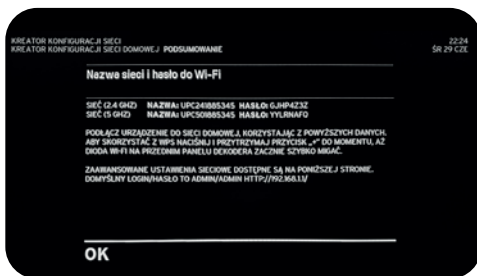 KREATOR KONFIGURACJI SIECI
KREATOR KONFIGURACJI SIECI DOMOWEJ PODSUMOWANIE
22:24
ŚR 29 CZE
Nazwa sieci i hasło do Wi-Fi
SIEĆ (2.4 GHZ) NAZWA: UPC241885345 HASŁO: GJHP4Z3Z
SIEĆ (5 GHZ) NAZWA: UPC501885345 HASŁO: YYLRNAFQ
PODŁĄCZ URZĄDZENIE DO SIECI DOMOWEJ, KORZYSTAJĄC Z POWYŻSZYCH DANYCH.
ABY SKORZYSTAĆ Z WPS NACIŚNIJ I PRZYTRZYMAJ PRZYCISK „+” DO MOMENTU, AŻ
DIODA WI-FI NA PRZEDNIM PANELU DEKODERA ZACZNIE SZYBKO MIGAĆ.
ZAAWANSOWANE USTAWIENIA SIECIOWE DOSTĘPNE SĄ NA PONIŻSZEJ STRONIE.
DOMYŚLNY LOGIN/HASŁO TO ADMIN/ADMIN HTTP://192.168.1.1/
OK